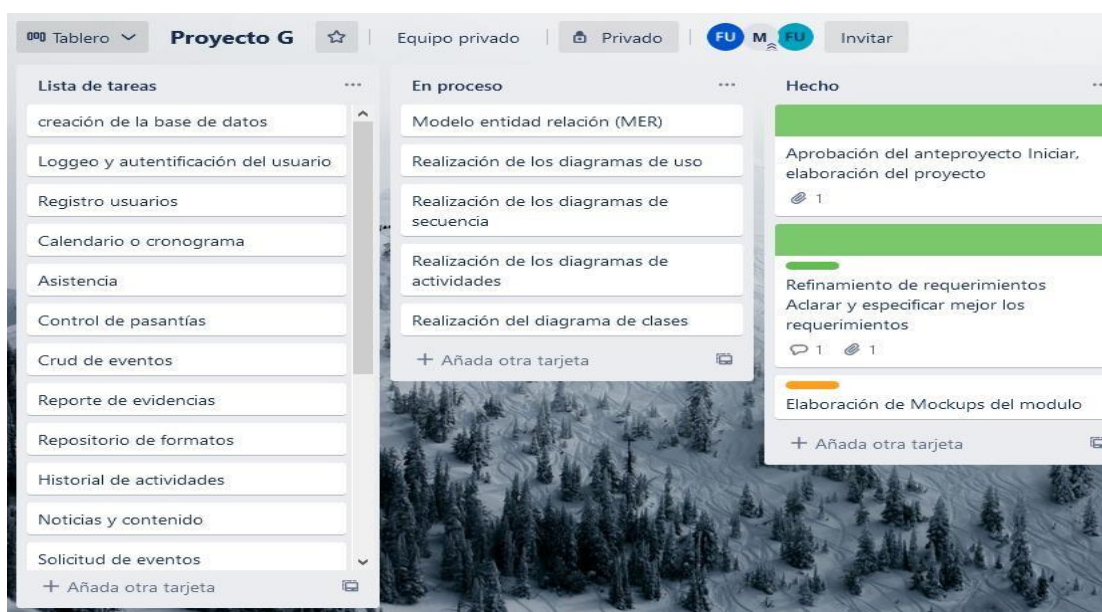 Tablero
Proyecto G
Equipo privado
Privado
FU
M
FU
Invitar
Lista de tareas
creación de la base de datos
Loggeo y autentificación del usuario
Registro usuarios
Calendario o cronograma
Asistencia
Control de pasantías
Crud de eventos
Reporte de evidencias
Repositorio de formatos
Historial de actividades
Noticias y contenido
Solicitud de eventos
+ Añada otra tarjeta
En proceso
Modelo entidad relación (MER)
Realización de los diagramas de uso
Realización de los diagramas de
secuencia
Realización de los diagramas de
actividades
Realización del diagrama de clases
+ Añada otra tarjeta
Hecho
Aprobación del anteproyecto Iniciar,
elaboración del proyecto
1
Refinamiento de requerimientos
Aclarar y especificar mejor los
requerimientos
1 1
Elaboración de Mockups del modulo
+ Añada otra tarjeta